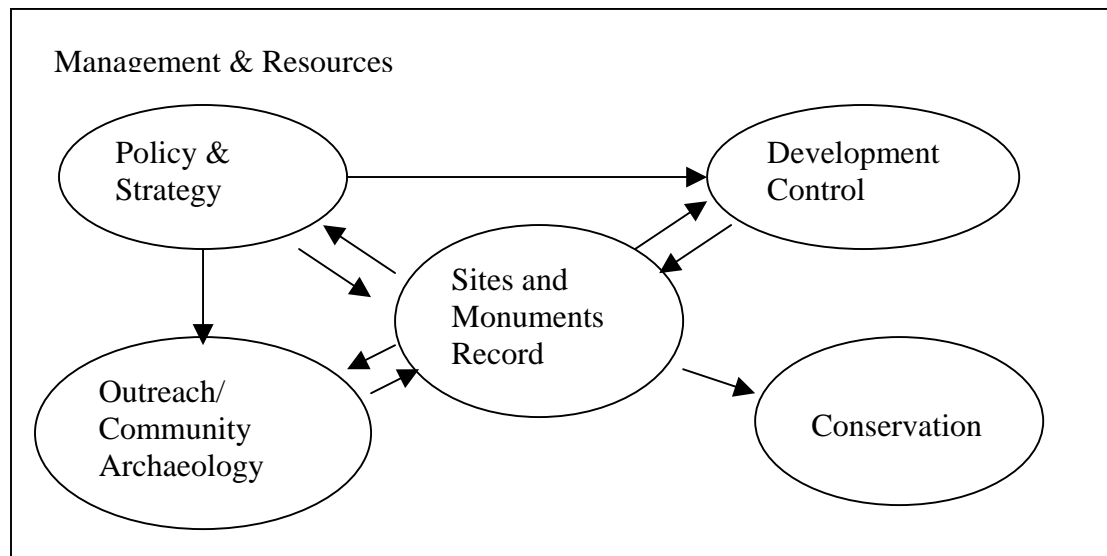 Management & Resources
Policy &
Strategy
Development
Control
Sites and
Monuments
Record
Outreach/
Community
Archaeology
Conservation